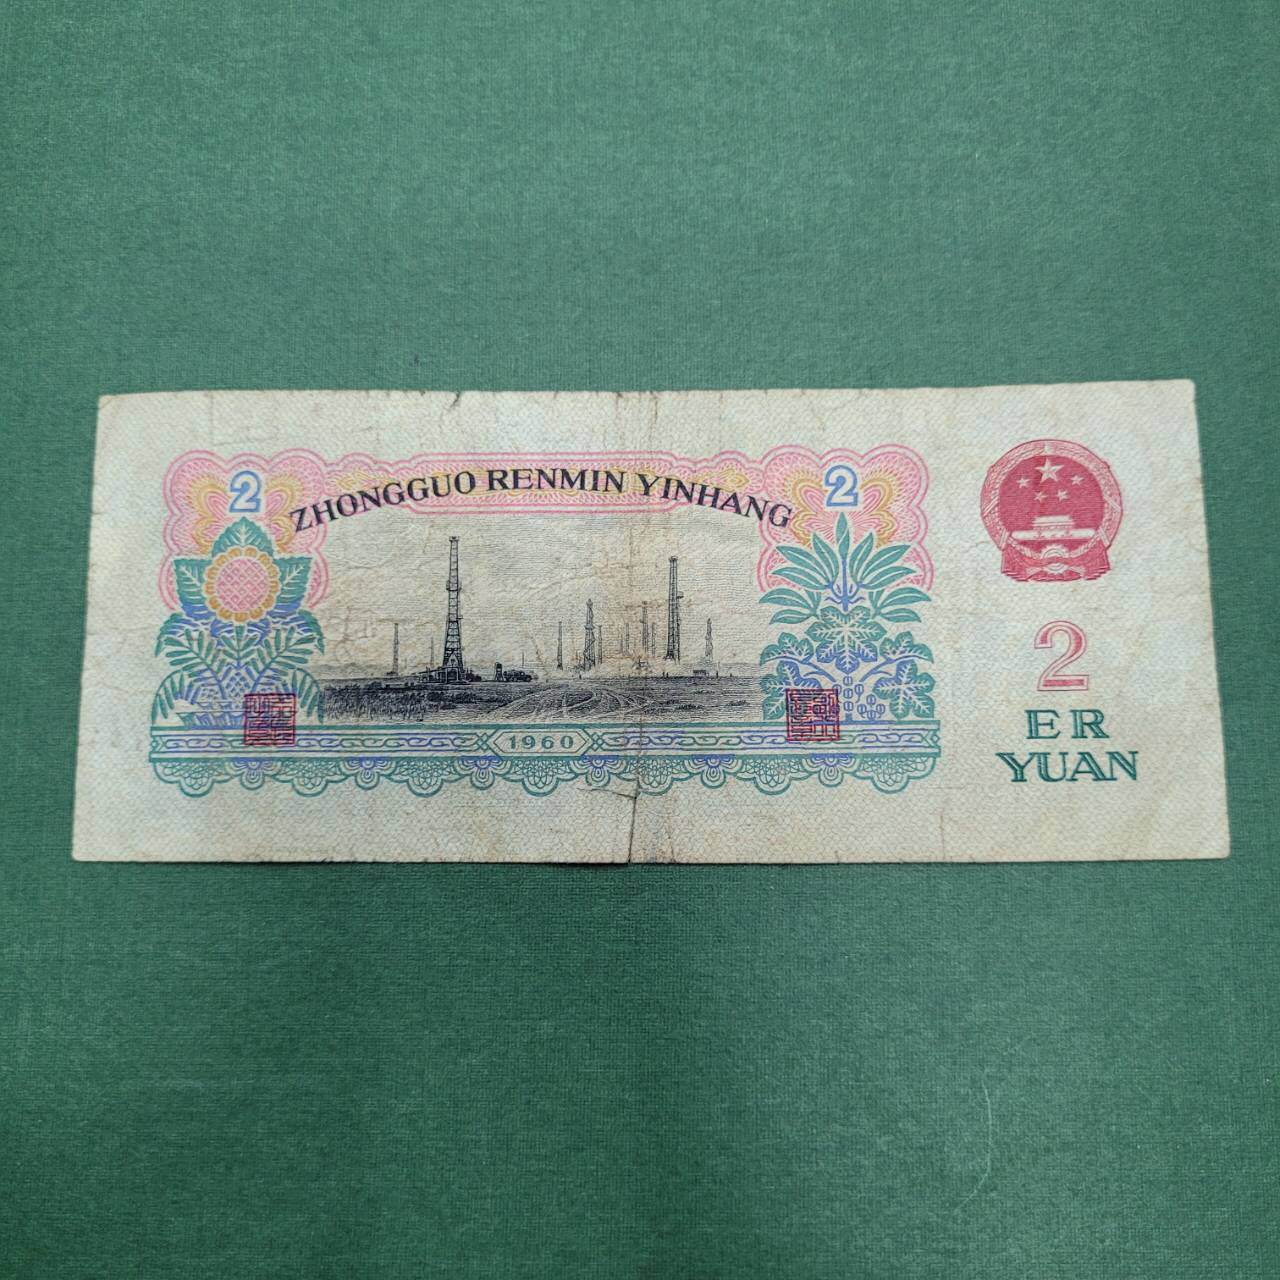 2 ZHONGGUO RENMIN YINHANG 2
1960
2
ER
YUAN